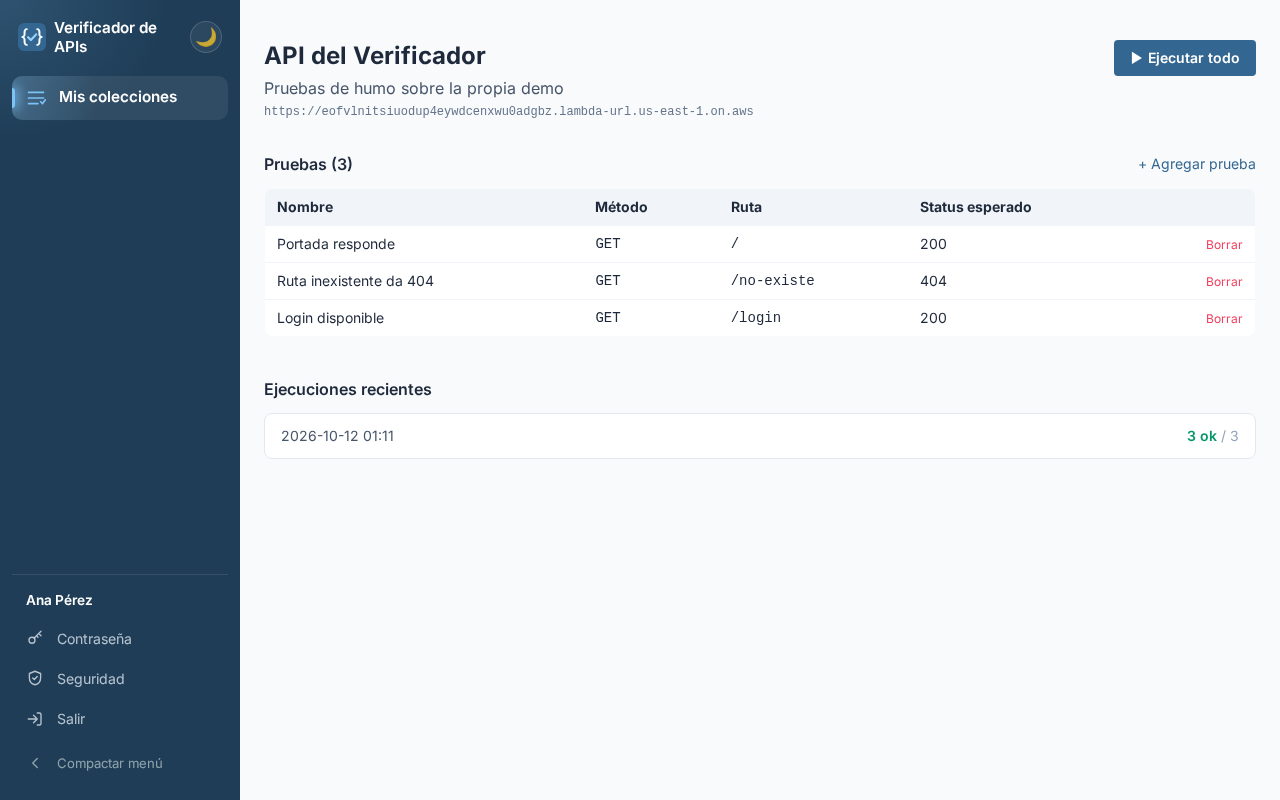 Verificador de
APIs
Mis colecciones
Ana Pérez
Contraseña
Seguridad
Salir
Compactar menú
API del Verificador
▶ Ejecutar todo
Pruebas de humo sobre la propia demo
https://eofvlnitsiuodup4eywdcenxwu0adgbz.lambda-url.us-east-1.on.aws
Pruebas (3)
+ Agregar prueba
Nombre Método Ruta Status esperado
Portada responde GET / 200 Borrar
Ruta inexistente da 404 GET /no-existe 404 Borrar
Login disponible GET /login 200 Borrar
Ejecuciones recientes
2026-10-12 01:11 3 ok / 3